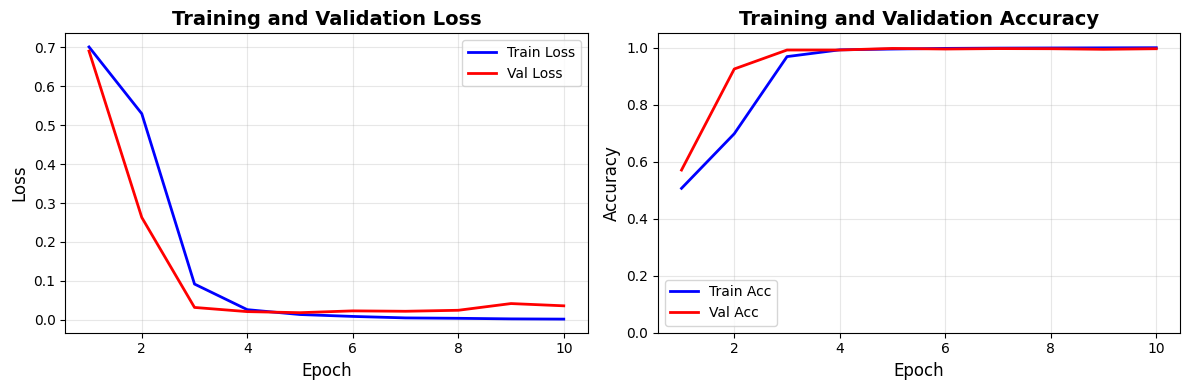 Training and Validation Loss
0.7
0.6
0.5
0.4
0.3
0.2
0.1
0.0
Loss
Train Loss
Val Loss
2
4
6
8
10
Epoch
Training and Validation Accuracy
1.0
0.8
0.6
0.4
0.2
0.0
Accuracy
Train Acc
Val Acc
2
4
6
8
10
Epoch